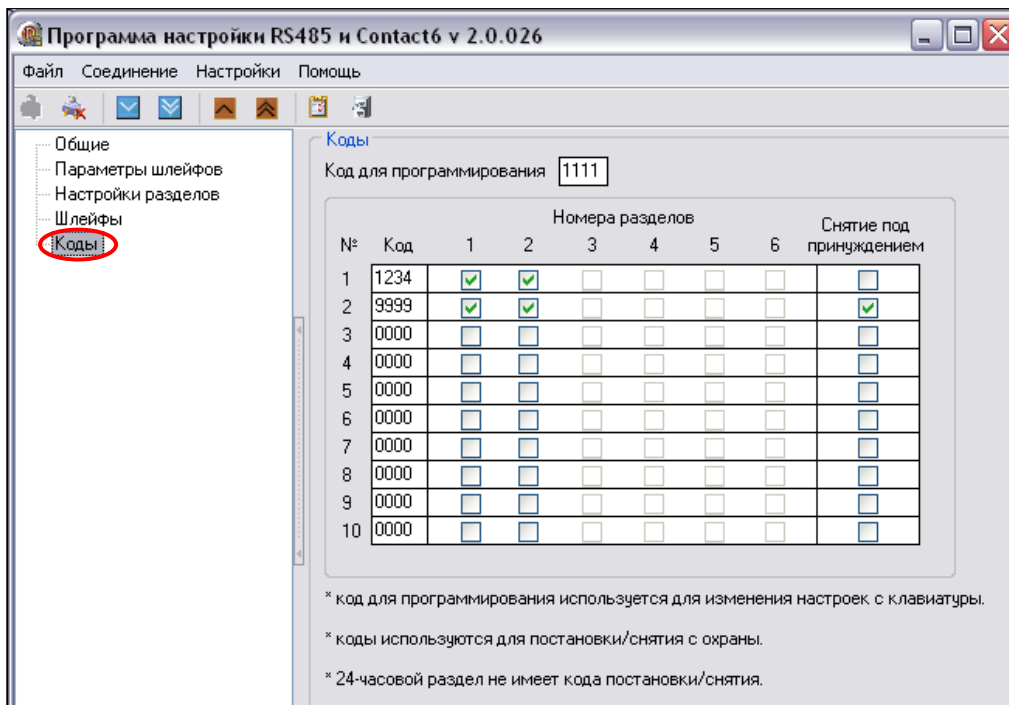 Программа настройки RS485 и Contact6 v 2.0.026
Файл Соединение Настройки Помощь
Общие
Параметры шлейфов
Настройки разделов
Шлейфы
Коды
Коды
Код для программирования 1111
Номера разделов
Снятие под
принуждением
№ Код 1 2 3 4 5 6
1 1234
2 9999
3 0000
4 0000
5 0000
6 0000
7 0000
8 0000
9 0000
10 0000
* код для программирования используется для изменения настроек с клавиатуры.
* коды используются для постановки/снятия с охраны.
* 24-часовой раздел не имеет кода постановки/снятия.